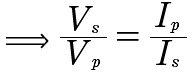 ⟹ V_s / V_p = I_p / I_s